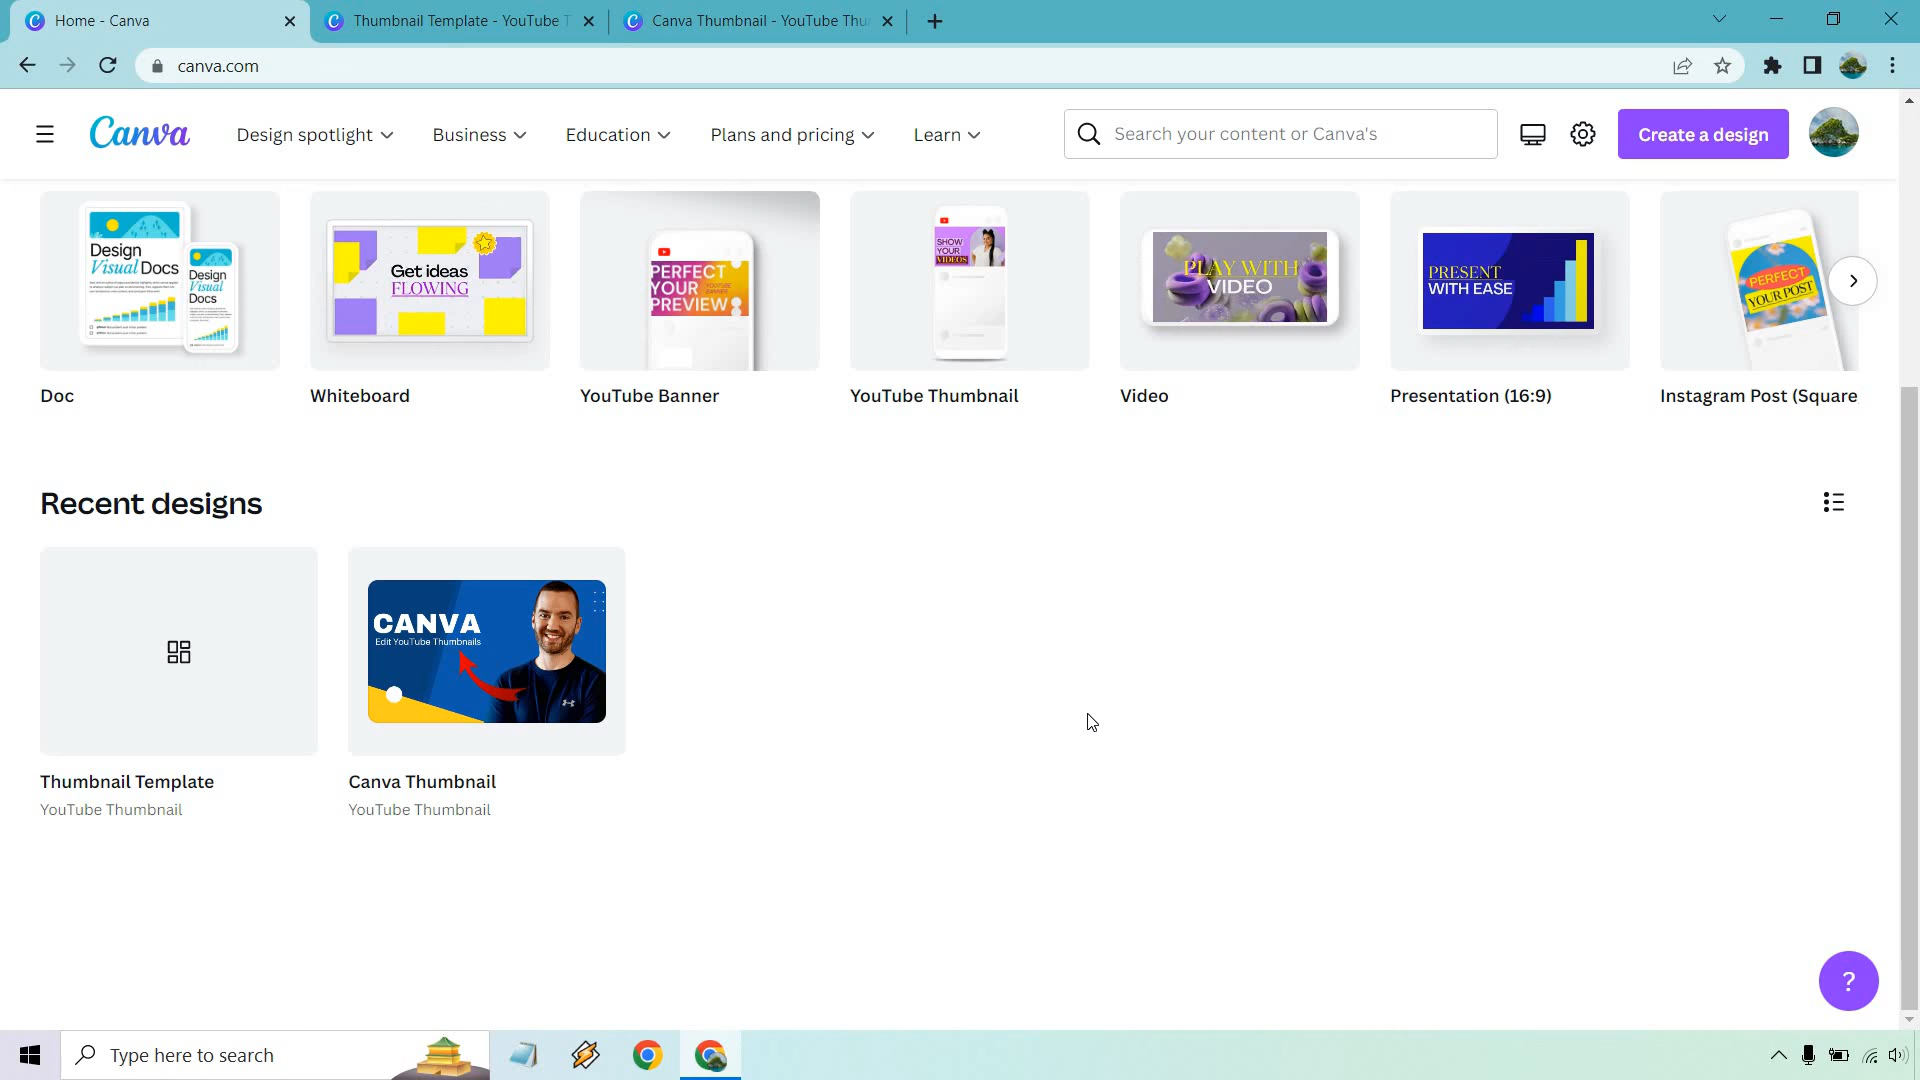 Home - Canva
Thumbnail Template - YouTube T
Canva Thumbnail - YouTube Thu
canva.com
Canva
Design spotlight
Business
Education
Plans and pricing
Learn
Search your content or Canva's
Create a design
Design
Visual Docs
Design
Visual
Docs
Get ideas
FLOWING
PERFECT
YOUR
PREVIEW
YOUTUBE
BANNER
SHOW
YOUR
VIDEOS
PLAY WITH
VIDEO
PRESENT
WITH EASE
PERFECT
YOUR POST
Doc
Whiteboard
YouTube Banner
YouTube Thumbnail
Video
Presentation (16:9)
Instagram Post (Square
Recent designs
CANVA
Edit YouTube Thumbnails
Thumbnail Template
YouTube Thumbnail
Canva Thumbnail
YouTube Thumbnail
?
Type here to search